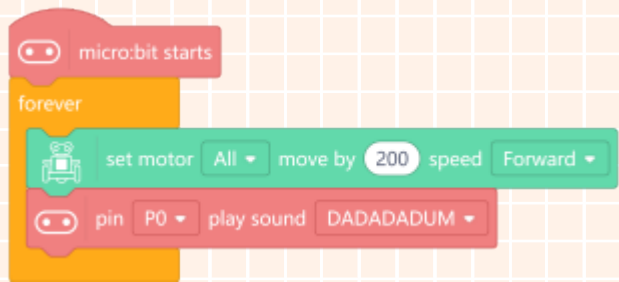 micro:bit starts
forever
set motor All move by 200 speed Forward
pin P0 play sound DADADADUM